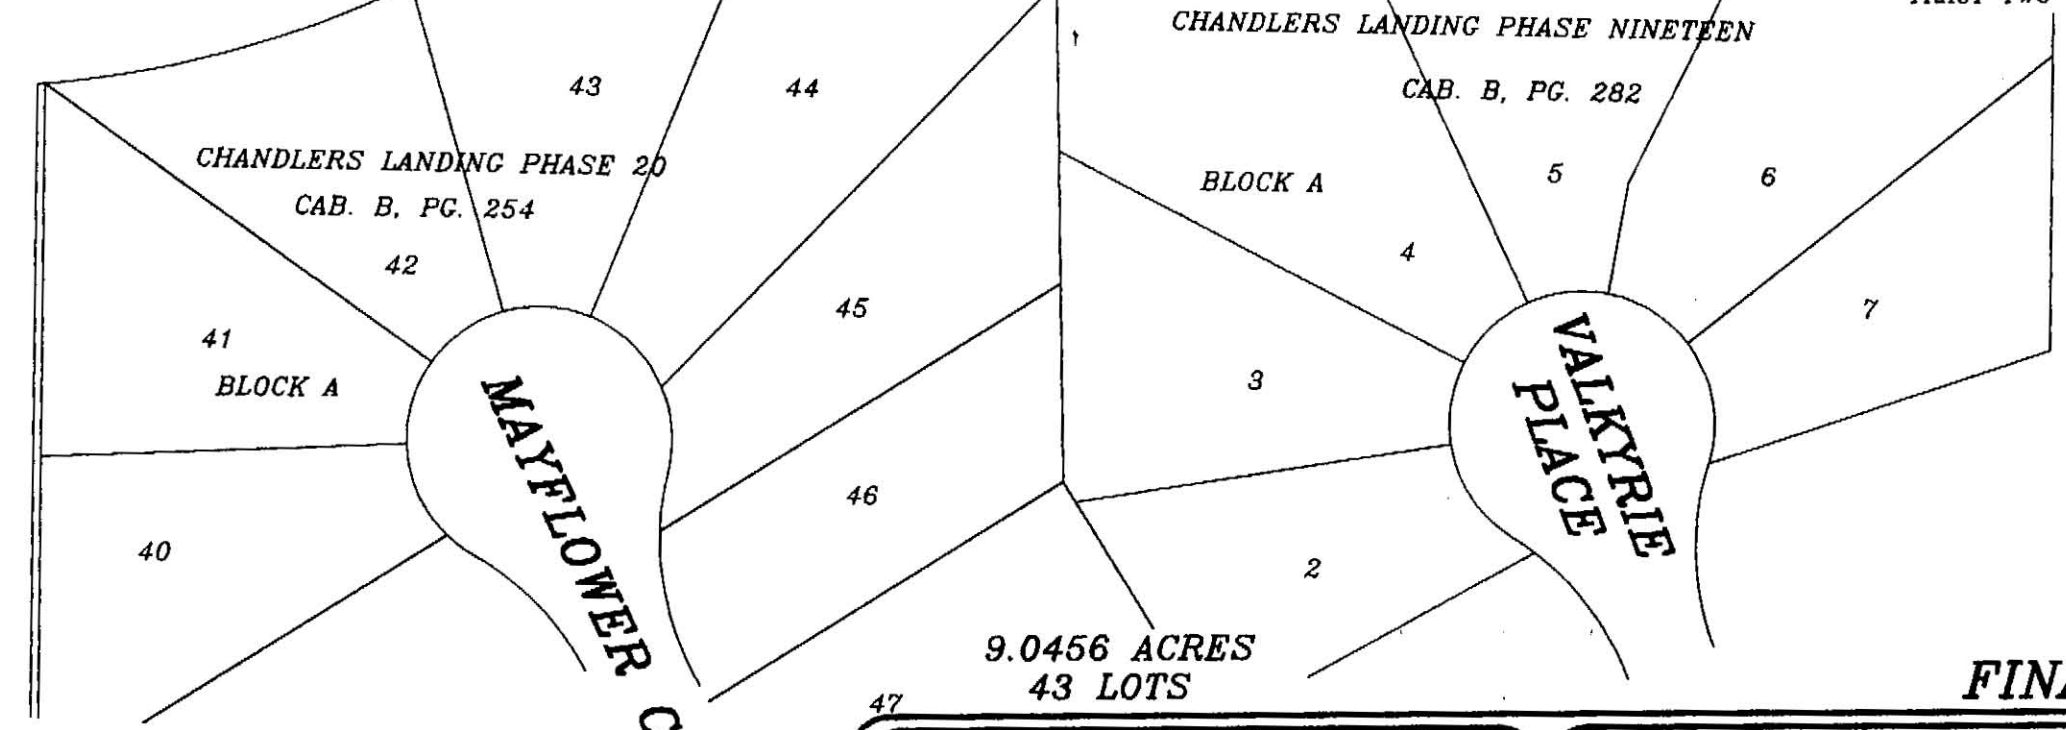 CHANDLERS LANDING PHASE NINETEEN
CAB. B, PG. 282
43
44
CHANDLERS LANDING PHASE 20
CAB. B, PG. 254
42
41
BLOCK A
40
45
46
47
BLOCK A
5
6
4
3
7
2
MAYFLOWER C
VALKYRIE
PLACE
9.0456 ACRES
43 LOTS
FINA